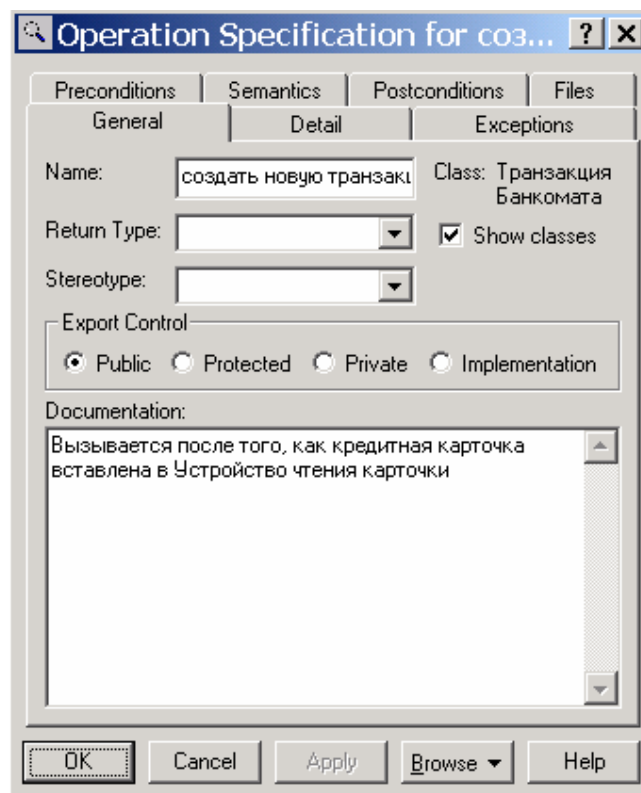 Operation Specification for соз...
Preconditions Semantics Postconditions Files
General Detail Exceptions
Name: создать новую транзакц Class: Транзакция
Банкомата
Return Type: Show classes
Stereotype:
Export Control
Public Protected Private Implementation
Documentation:
Вызывается после того, как кредитная карточка
вставлена в Устройство чтения карточки
OK Cancel Apply Browse Help